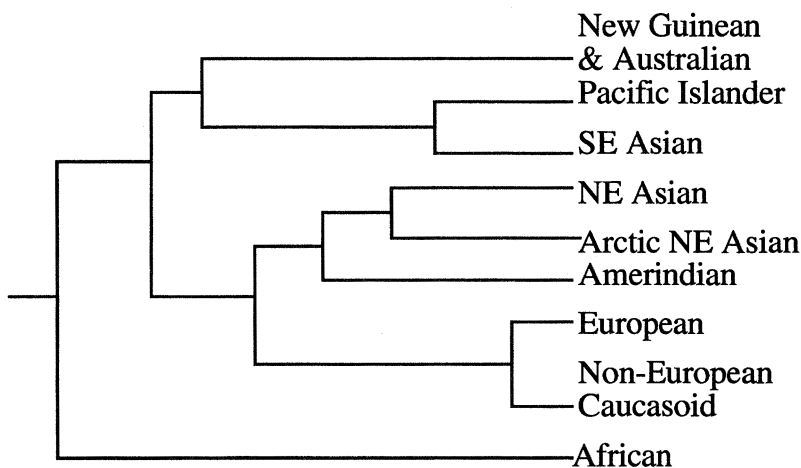 New Guinean
& Australian
Pacific Islander
SE Asian
NE Asian
Arctic NE Asian
Amerindian
European
Non-European
Caucasoid
African